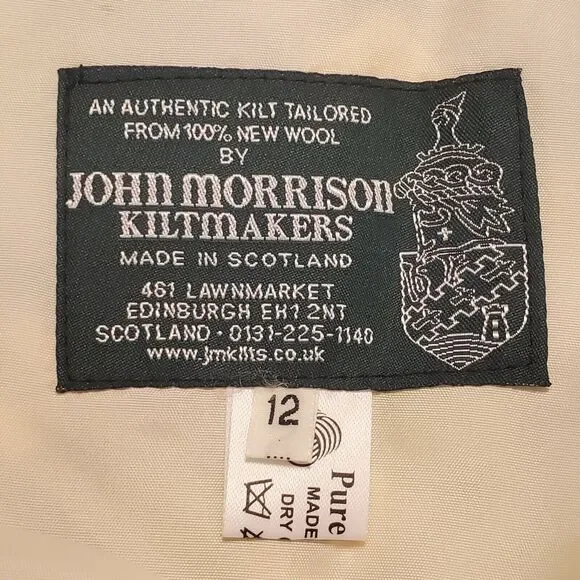 AN AUTHENTIC KILT TAILORED
FROM 100% NEW WOOL
BY
JOHN MORRISON
KILTMAKERS
MADE IN SCOTLAND
461 LAWNMARKET
EDINBURGH EH1 2NT
SCOTLAND · 0131-225-1140
www.jmkilts.co.uk
12
Pure
MADE
DRY